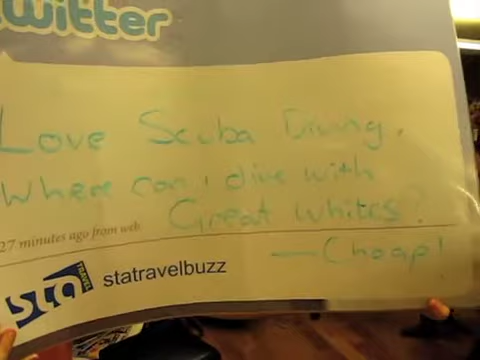 twitter
Love Scuba Diving.
Where can i dive with
Great Whites?
27 minutes ago from web
—Cheap!
sta TRAVEL
statravelbuzz